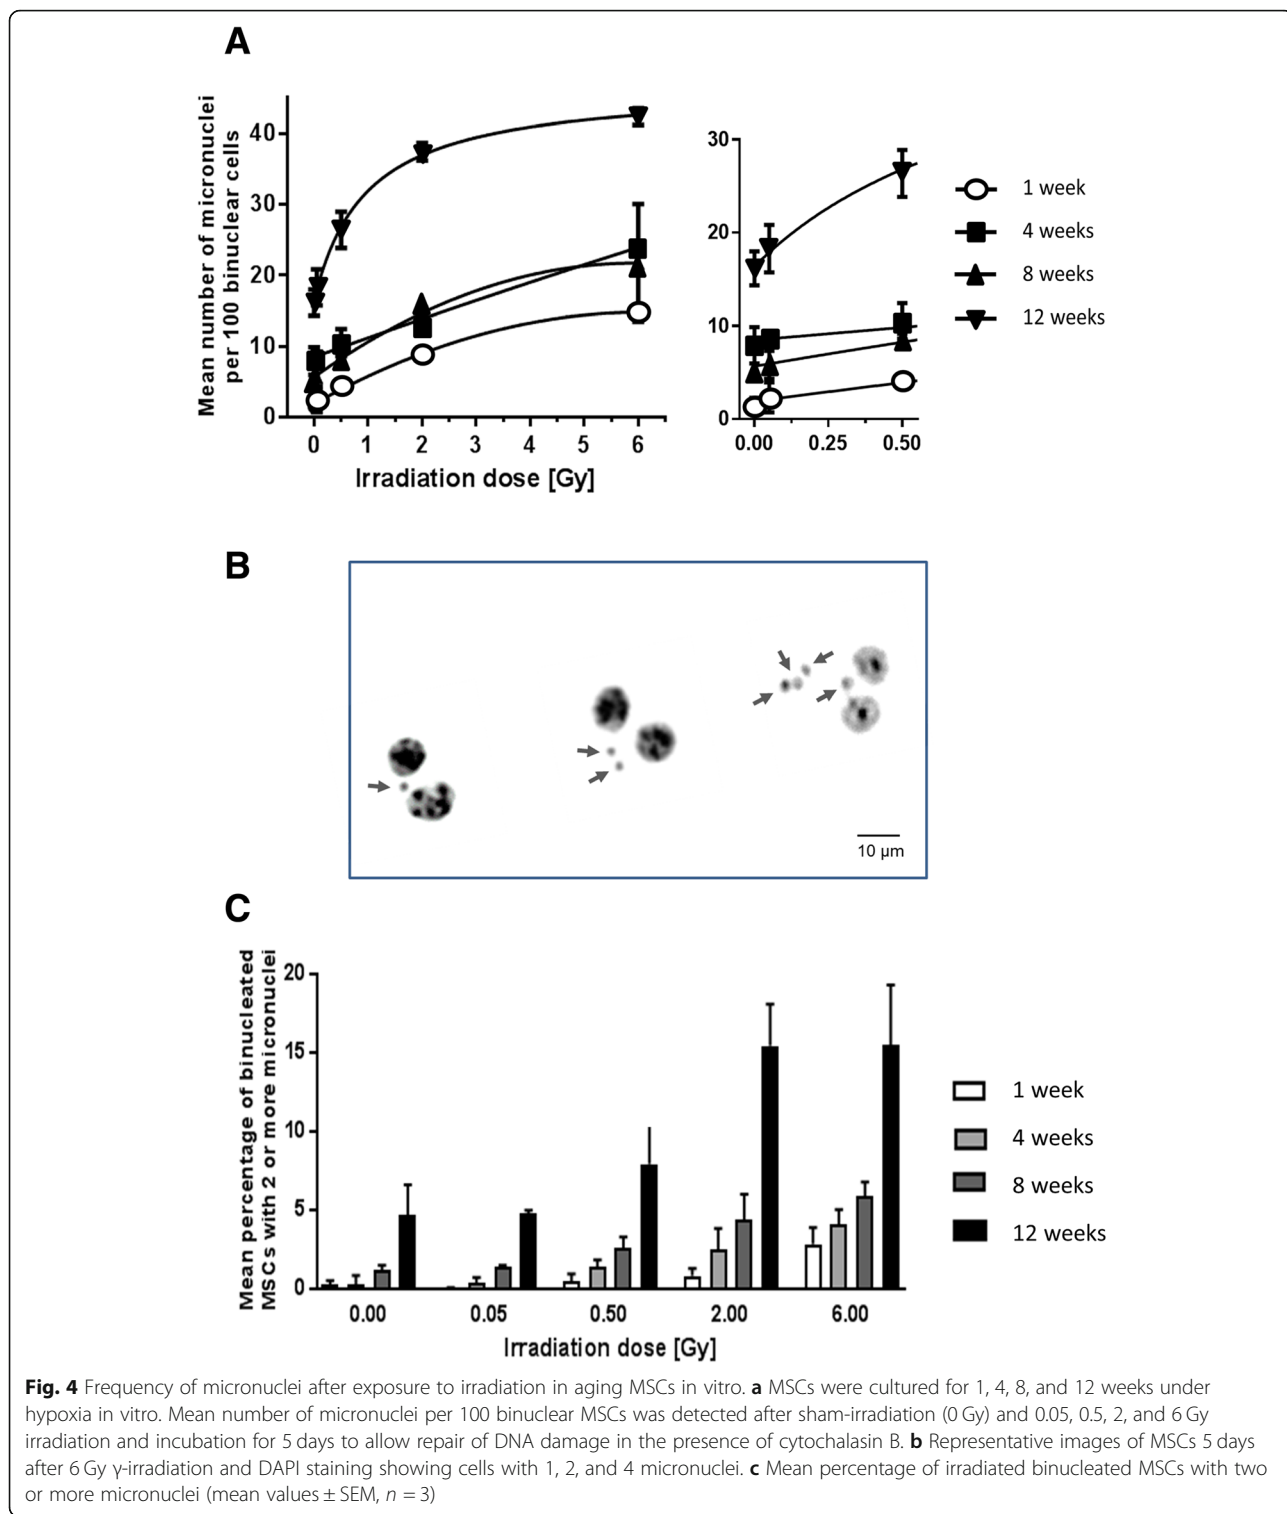 A
Mean number of micronuclei
per 100 binuclear cells
40
30
20
10
0
0 1 2 3 4 5 6
Irradiation dose [Gy]
30
20
10
0
0.00 0.25 0.50
1 week
4 weeks
8 weeks
12 weeks
B
10 µm
C
Mean percentage of binucleated
MSCs with 2 or more micronuclei
20
15
10
5
0
0.00 0.05 0.50 2.00 6.00
Irradiation dose [Gy]
1 week
4 weeks
8 weeks
12 weeks
Fig. 4 Frequency of micronuclei after exposure to irradiation in aging MSCs in vitro. a MSCs were cultured for 1, 4, 8, and 12 weeks under
hypoxia in vitro. Mean number of micronuclei per 100 binuclear MSCs was detected after sham-irradiation (0 Gy) and 0.05, 0.5, 2, and 6 Gy
irradiation and incubation for 5 days to allow repair of DNA damage in the presence of cytochalasin B. b Representative images of MSCs 5 days
after 6 Gy γ-irradiation and DAPI staining showing cells with 1, 2, and 4 micronuclei. c Mean percentage of irradiated binucleated MSCs with two
or more micronuclei (mean values ± SEM, n = 3)